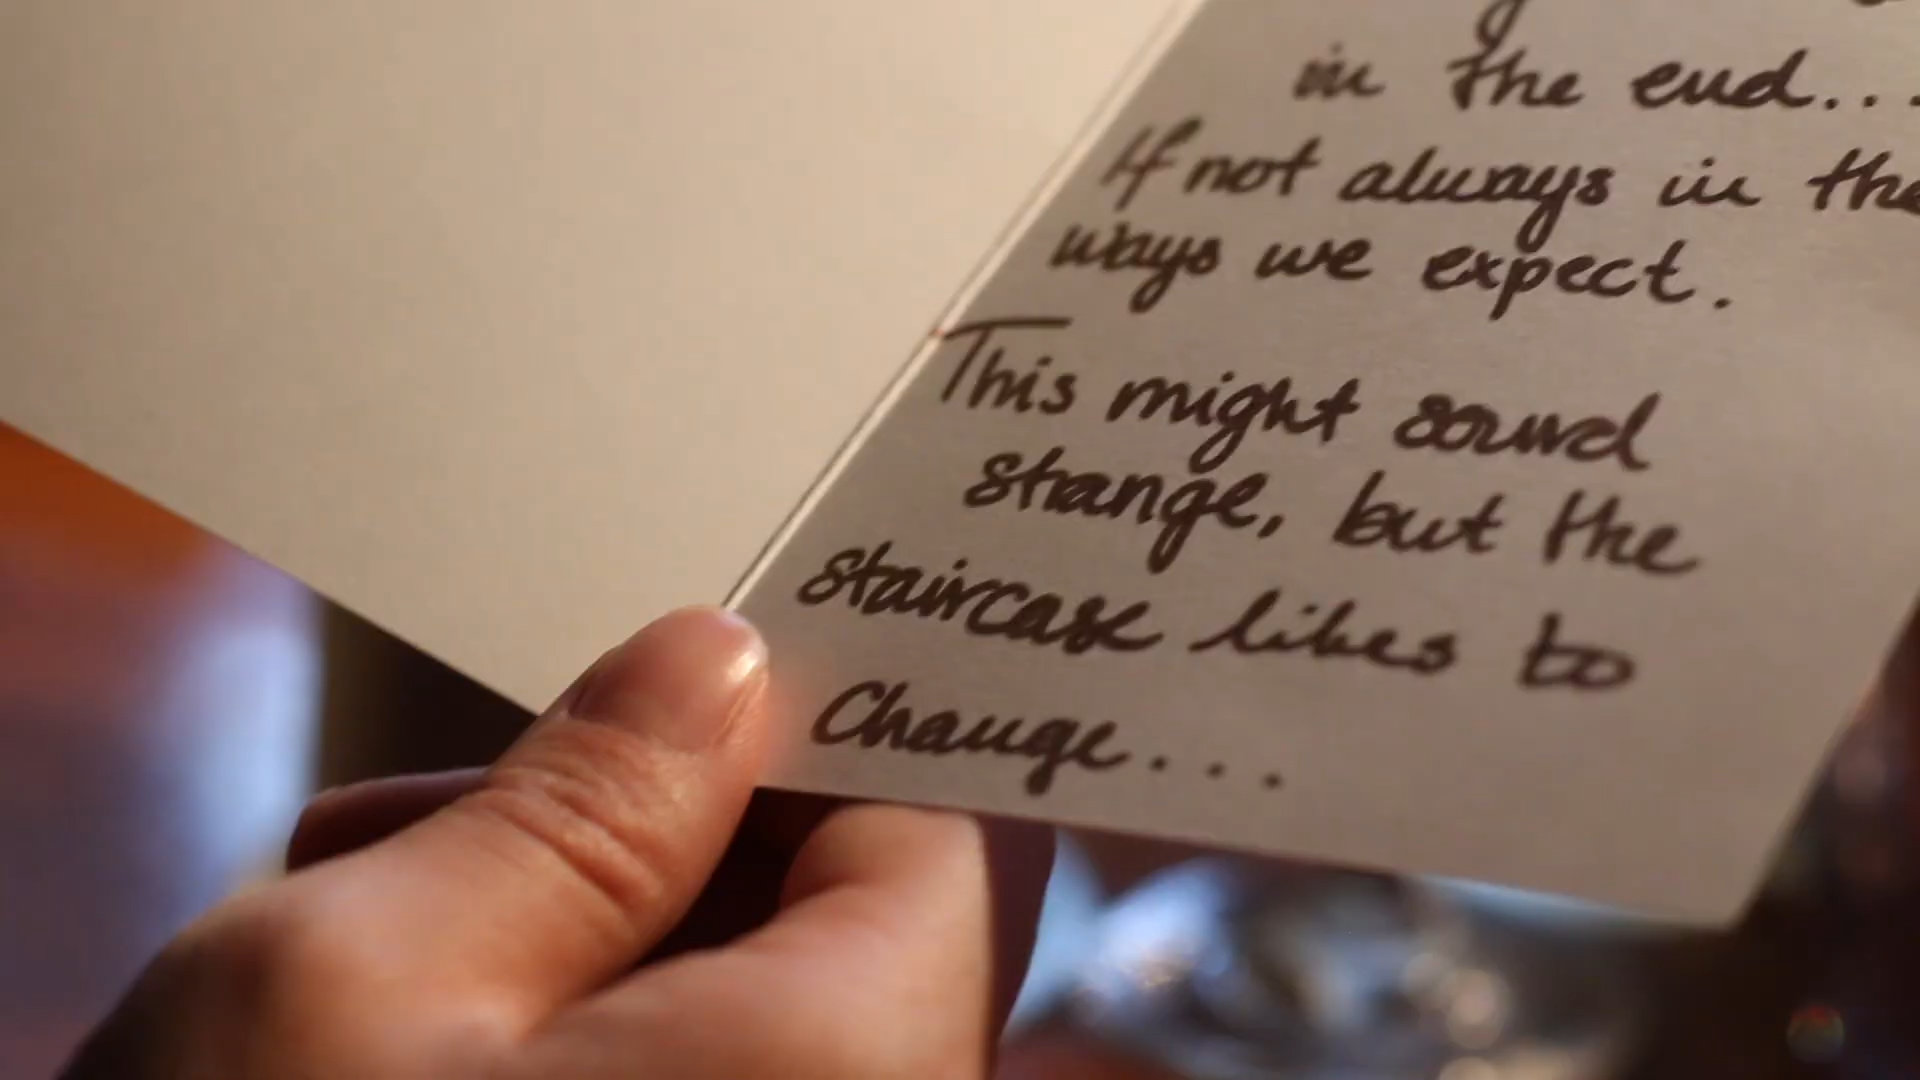 in the end...
If not always in the
ways we expect.
This might sound
strange, but the
staircase likes to
Change...